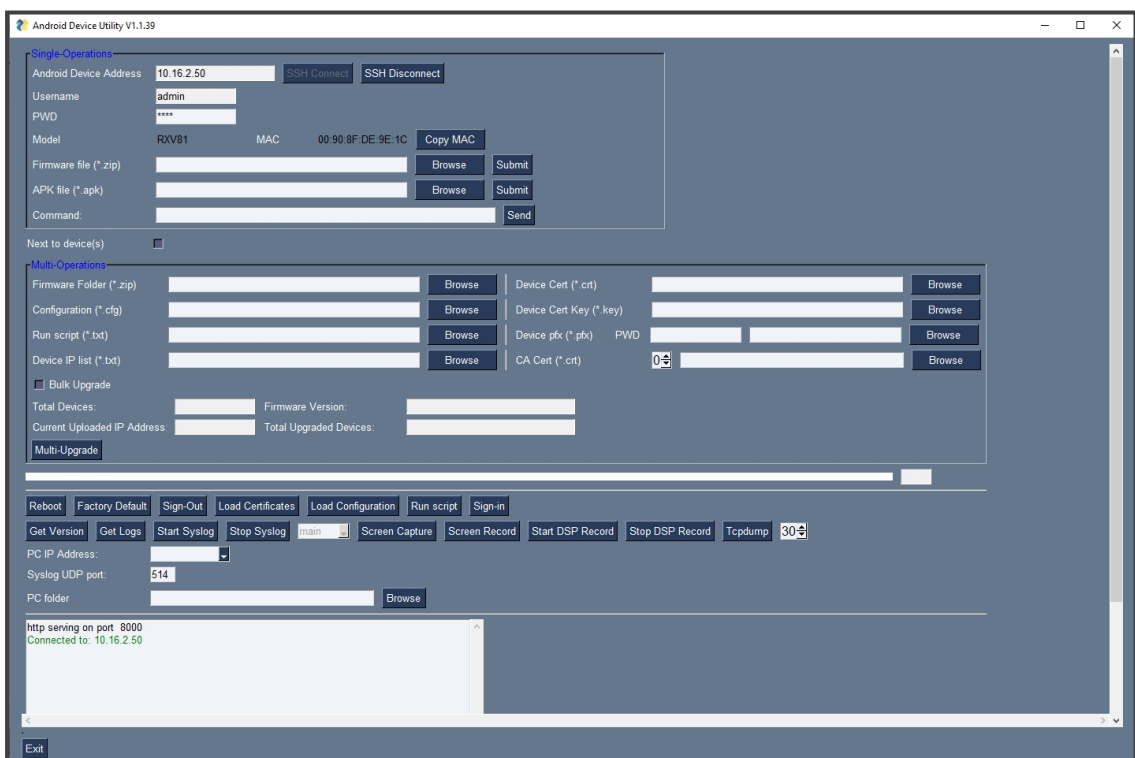 Android Device Utility V1.1.39
Single-Operations
Android Device Address 10.16.2.50 SSH Connect SSH Disconnect
Username admin
PWD ****
Model RXV81 MAC 00:90:8F:DE:9E:1C Copy MAC
Firmware file (*.zip) Browse Submit
APK file (*.apk) Browse Submit
Command: Send
Next to device(s)
Multi-Operations
Firmware Folder (*.zip) Browse Device Cert (*.crt) Browse
Configuration (*.cfg) Browse Device Cert Key (*.key) Browse
Run script (*.txt) Browse Device pfx (*.pfx) PWD Browse
Device IP list (*.txt) Browse CA Cert (*.crt) 0 Browse
Bulk Upgrade
Total Devices: Firmware Version:
Current Uploaded IP Address: Total Upgraded Devices:
Multi-Upgrade
Reboot Factory Default Sign-Out Load Certificates Load Configuration Run script Sign-in
Get Version Get Logs Start Syslog Stop Syslog main Screen Capture Screen Record Start DSP Record Stop DSP Record Tcpdump 30
PC IP Address:
Syslog UDP port: 514
PC folder Browse
http serving on port 8000
Connected to: 10.16.2.50
Exit